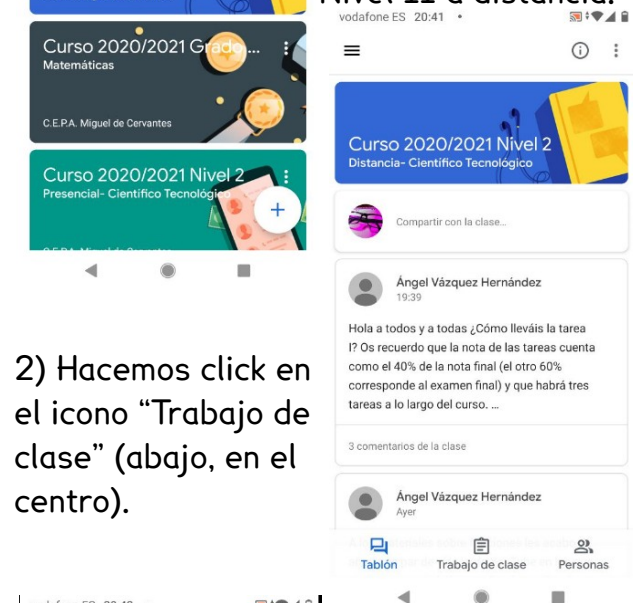 Curso 2020/2021 Grado ...
Matemáticas
C.E.P.A. Miguel de Cervantes
Curso 2020/2021 Nivel 2
Presencial- Científico Tecnológico
+
2) Hacemos click en
el icono “Trabajo de
clase” (abajo, en el
centro).
Nivel II a distancia.
vodafone ES 20:41
Curso 2020/2021 Nivel 2
Distancia- Científico Tecnológico
Compartir con la clase...
Ángel Vázquez Hernández
19:39
Hola a todos y a todas ¿Cómo lleváis la tarea
I? Os recuerdo que la nota de las tareas cuenta
como el 40% de la nota final (el otro 60%
corresponde al examen final) y que habrá tres
tareas a lo largo del curso. ...
3 comentarios de la clase
Ángel Vázquez Hernández
Ayer
Tablón
Trabajo de clase
Personas